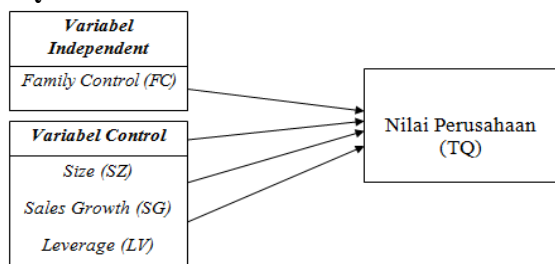 Variabel
Independent
Family Control (FC)
Variabel Control
Size (SZ)
Sales Growth (SG)
Leverage (LV)
Nilai Perusahaan
(TQ)